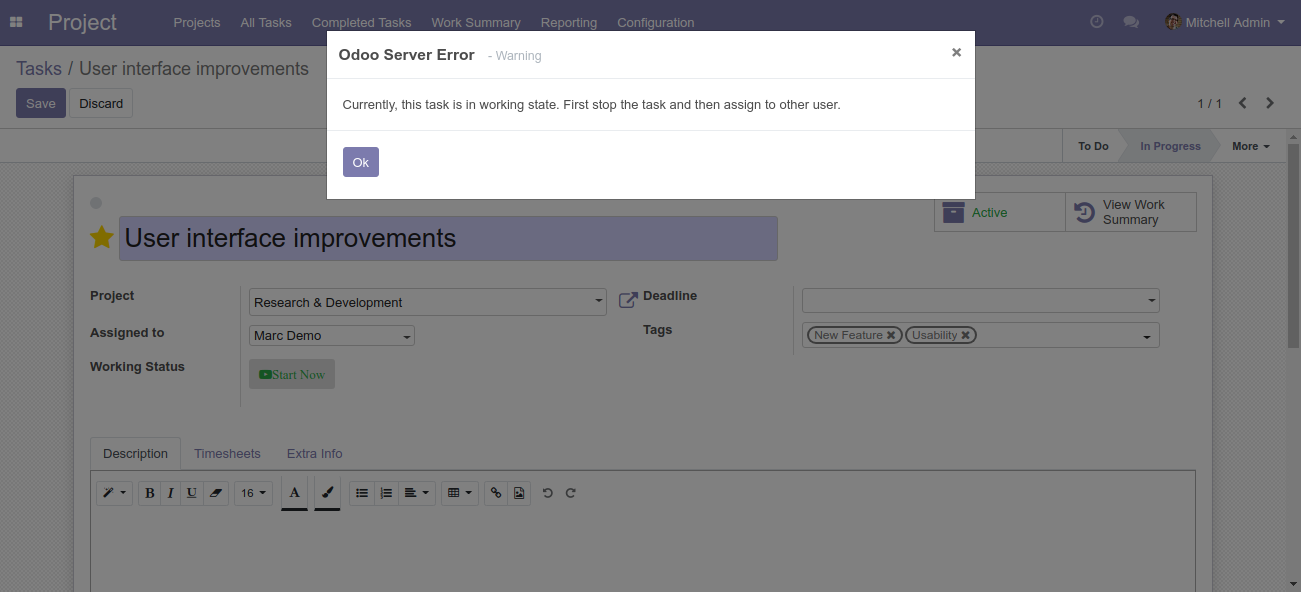 Project
Projects
All Tasks
Completed Tasks
Work Summary
Reporting
Configuration
Mitchell Admin
Odoo Server Error - Warning
Currently, this task is in working state. First stop the task and then assign to other user.
Ok
Tasks / User interface improvements
Save
Discard
1 / 1
To Do
In Progress
More
Active
View Work
Summary
User interface improvements
Project
Research & Development
Deadline
Assigned to
Marc Demo
Tags
New Feature
Usability
Working Status
Start Now
Description
Timesheets
Extra Info
B
I
U
16
A